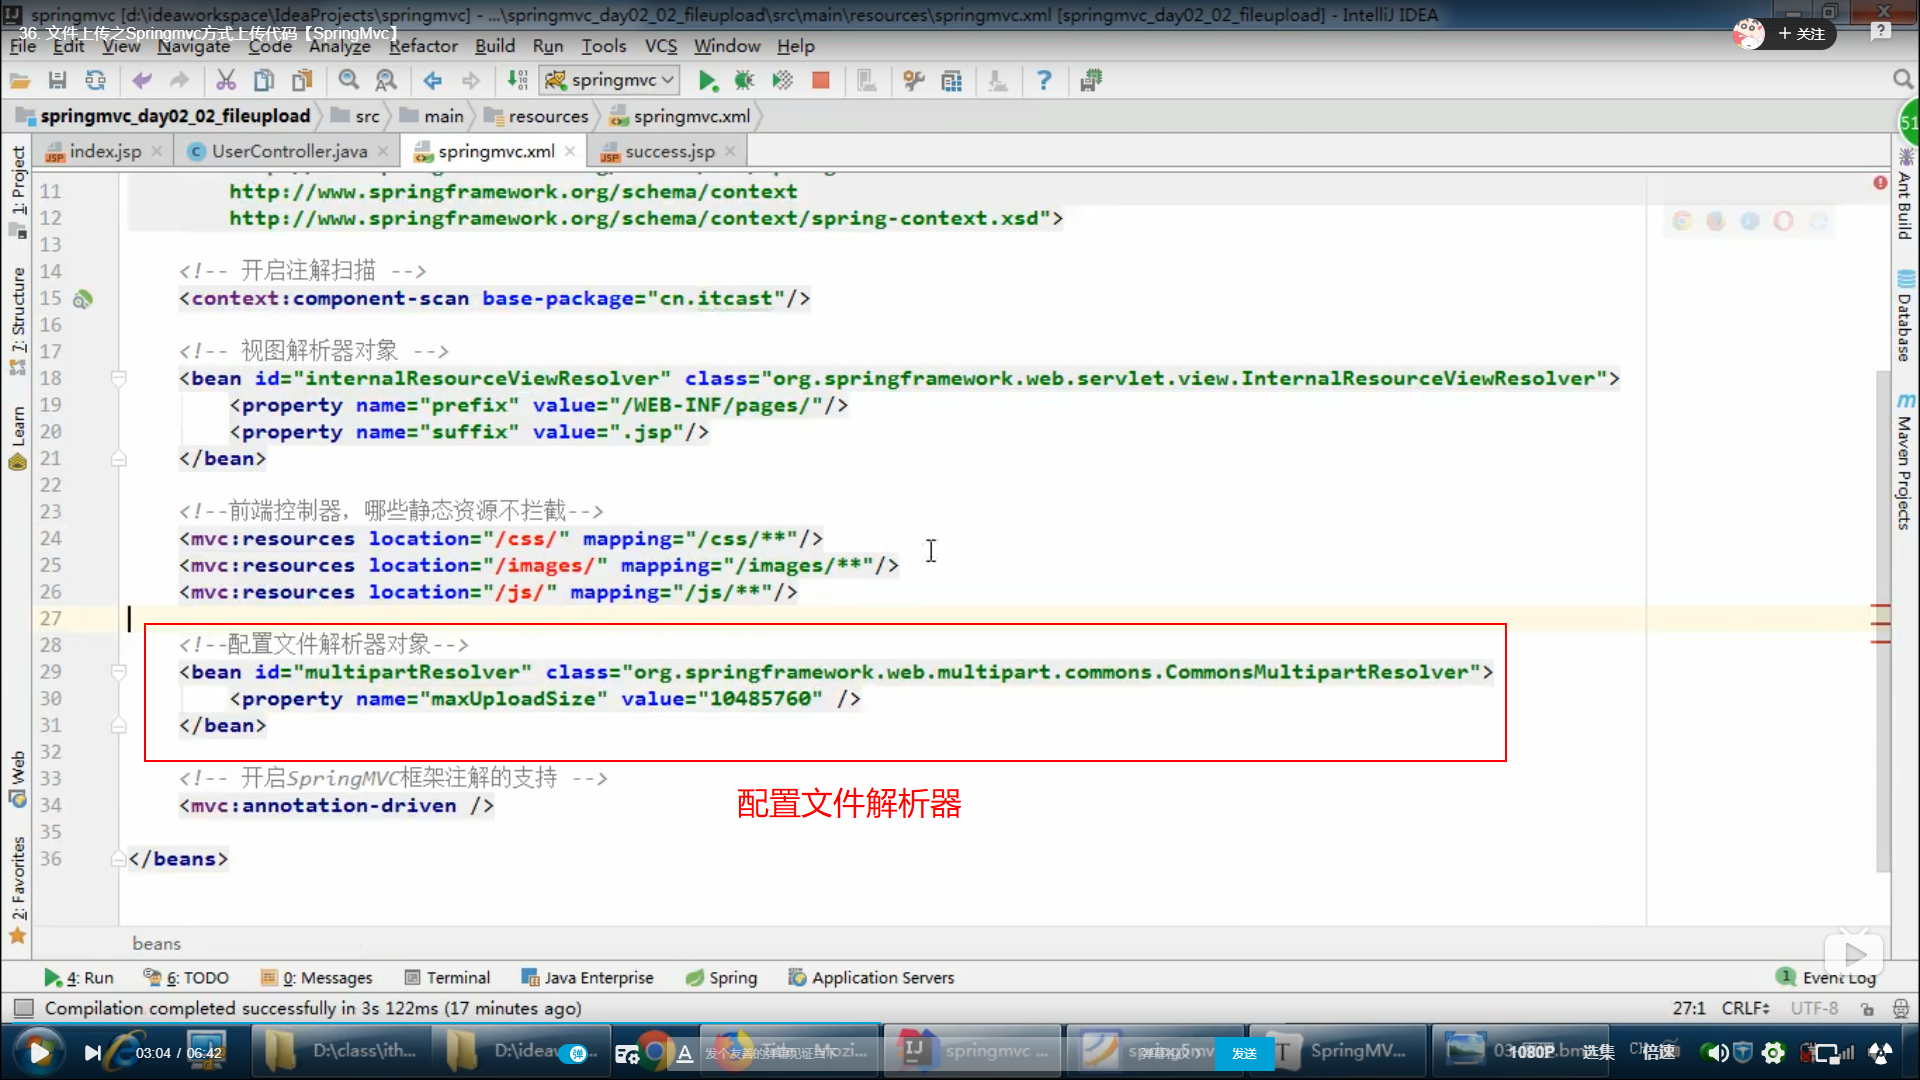 springmvc [d:\ideaworkspace\IdeaProjects\springmvc] - ...\springmvc_day02_02_fileupload\src\main\resources\springmvc.xml [springmvc_day02_02_fileupload] - IntelliJ IDEA
36. 文件上传之Springmvc方式上传代码【SpringMvc】
+ 关注
File Edit View Navigate Code Analyze Refactor Build Run Tools VCS Window Help
springmvc
springmvc_day02_02_fileupload src main resources springmvc.xml
51
index.jsp UserController.java springmvc.xml success.jsp
1: Project
7: Structure
Learn
Web
2: Favorites
Ant Build
Database
Maven Projects
11 http://www.springframework.org/schema/context
12 http://www.springframework.org/schema/context/spring-context.xsd">
13
14 <!-- 开启注解扫描 -->
15 <context:component-scan base-package="cn.itcast"/>
16
17 <!-- 视图解析器对象 -->
18 <bean id="internalResourceViewResolver" class="org.springframework.web.servlet.view.InternalResourceViewResolver">
19 <property name="prefix" value="/WEB-INF/pages/"/>
20 <property name="suffix" value=".jsp"/>
21 </bean>
22
23 <!--前端控制器，哪些静态资源不拦截-->
24 <mvc:resources location="/css/" mapping="/css/**"/>
25 <mvc:resources location="/images/" mapping="/images/**"/>
26 <mvc:resources location="/js/" mapping="/js/**"/>
27
28 <!--配置文件解析器对象-->
29 <bean id="multipartResolver" class="org.springframework.web.multipart.commons.CommonsMultipartResolver">
30 <property name="maxUploadSize" value="10485760" />
31 </bean>
32
33 <!-- 开启SpringMVC框架注解的支持 -->
34 <mvc:annotation-driven />
配置文件解析器
35
36 </beans>
beans
4: Run 6: TODO 0: Messages Terminal Java Enterprise Spring Application Servers 1 Event Log
Compilation completed successfully in 3s 122ms (17 minutes ago) 27:1 CRLF UTF-8
03:04 / 06:42 D:\class\ith... D:\ideaw... 弹 springmvc ... 发送 SpringMV... 1080P 选集 倍速